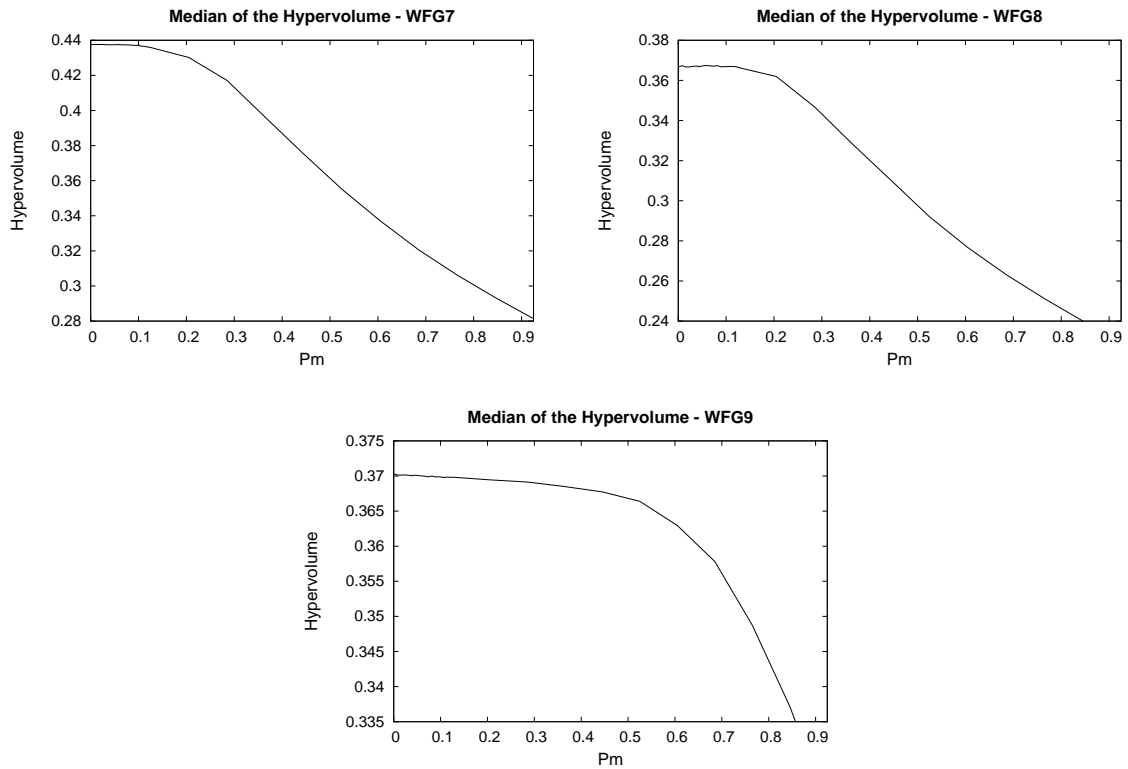 Median of the Hypervolume - WFG7
0.44
0.42
0.4
0.38
0.36
0.34
0.32
0.3
0.28
Hypervolume
0 0.1 0.2 0.3 0.4 0.5 0.6 0.7 0.8 0.9
Pm
Median of the Hypervolume - WFG8
0.38
0.36
0.34
0.32
0.3
0.28
0.26
0.24
Hypervolume
0 0.1 0.2 0.3 0.4 0.5 0.6 0.7 0.8 0.9
Pm
Median of the Hypervolume - WFG9
0.375
0.37
0.365
0.36
0.355
0.35
0.345
0.34
0.335
Hypervolume
0 0.1 0.2 0.3 0.4 0.5 0.6 0.7 0.8 0.9
Pm